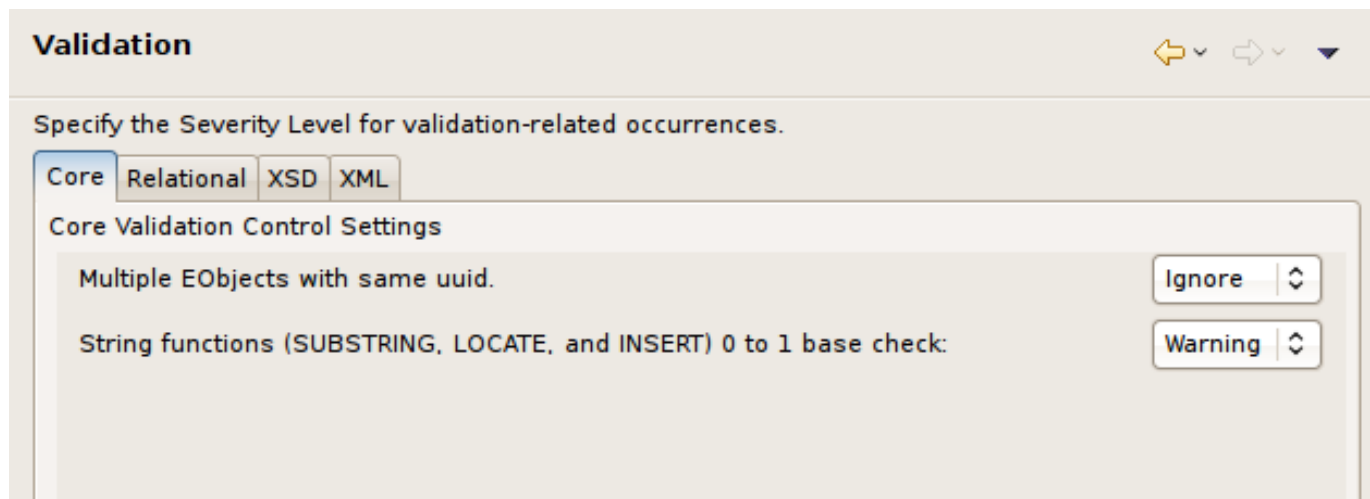 Validation
Specify the Severity Level for validation-related occurrences.
Core Relational XSD XML
Core Validation Control Settings
Multiple EObjects with same uuid. Ignore
String functions (SUBSTRING, LOCATE, and INSERT) 0 to 1 base check: Warning